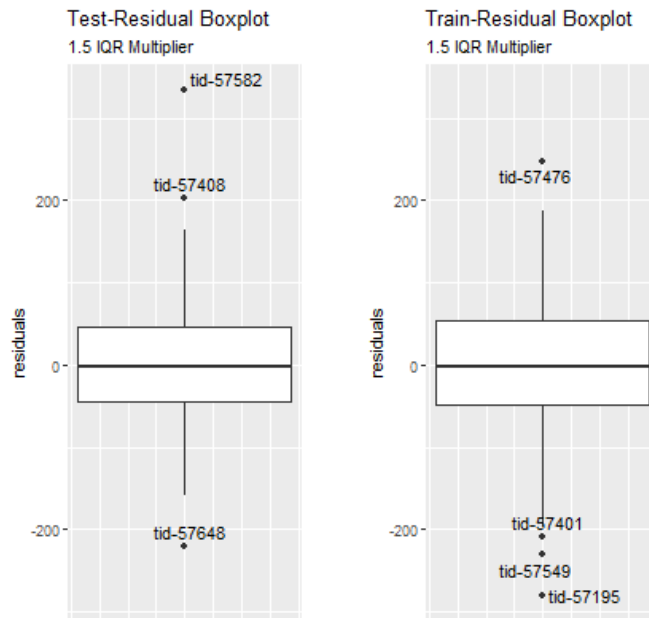 Test-Residual Boxplot
1.5 IQR Multiplier
tid-57582
tid-57408
200
0
-200
residuals
tid-57648
Train-Residual Boxplot
1.5 IQR Multiplier
tid-57476
200
0
-200
residuals
tid-57401
tid-57549
tid-57195